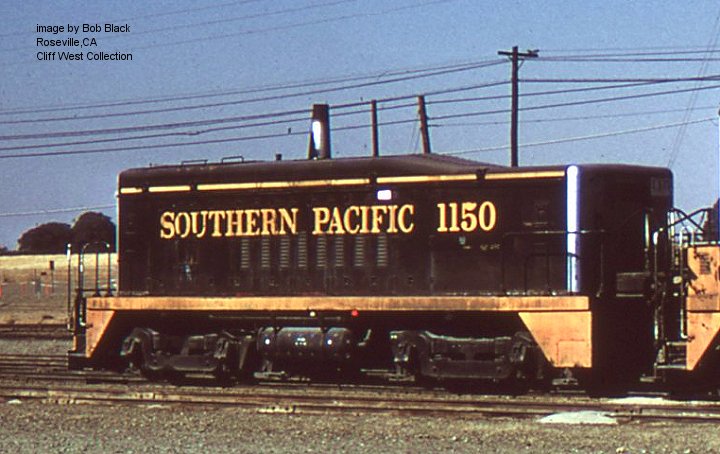 image by Bob Black
Roseville,CA
Cliff West Collection
SOUTHERN PACIFIC 1150